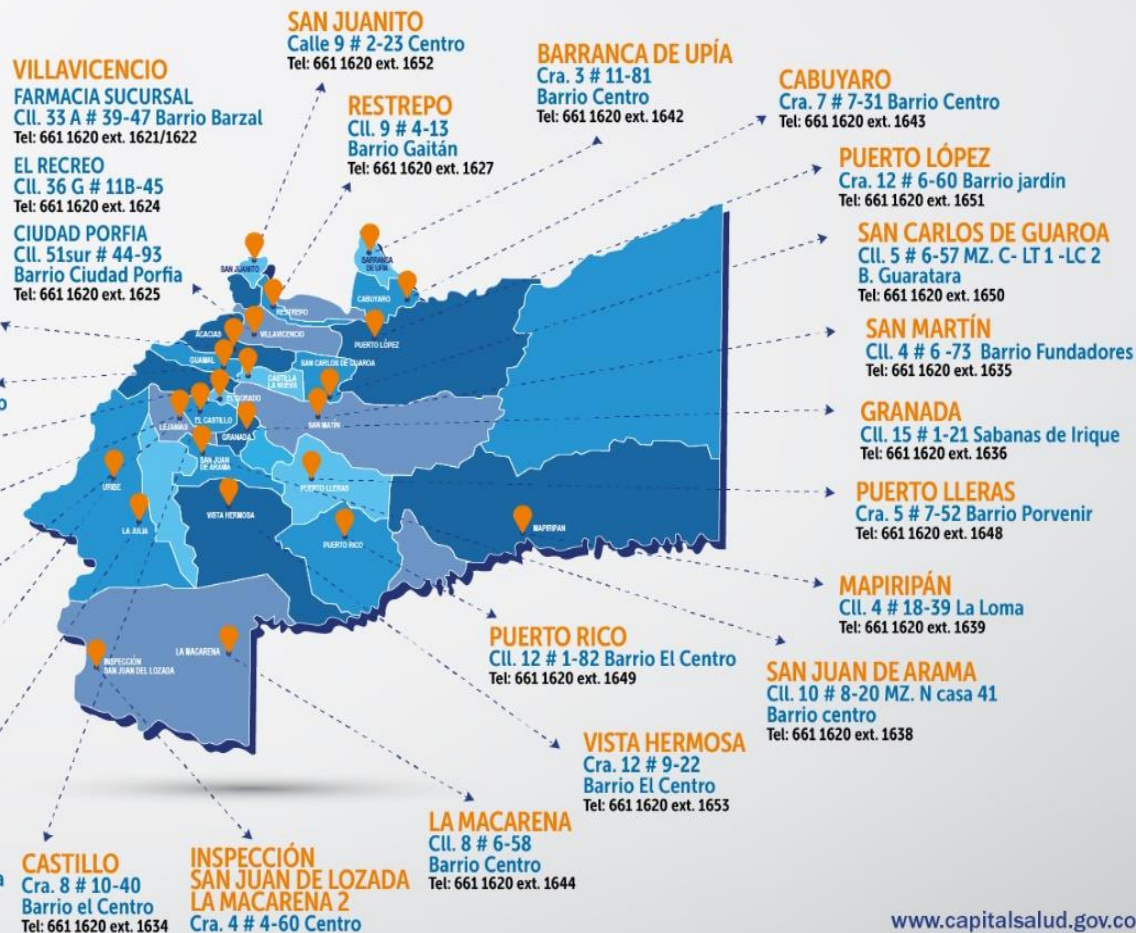 SAN JUANITO
Calle 9 # 2-23 Centro
Tel: 661 1620 ext. 1652
VILLAVICENCIO
FARMACIA SUCURSAL
Cll. 33 A # 39-47 Barrio Barzal
Tel: 661 1620 ext. 1621/1622
EL RECREO
Cll. 36 G # 11B-45
Tel: 661 1620 ext. 1624
CIUDAD PORFIA
Cll. 51sur # 44-93
Barrio Ciudad Porfia
Tel: 661 1620 ext. 1625
RESTREPO
Cll. 9 # 4-13
Barrio Gaitán
Tel: 661 1620 ext. 1627
BARRANCA DE UPÍA
Cra. 3 # 11-81
Barrio Centro
Tel: 661 1620 ext. 1642
CABUYARO
Cra. 7 # 7-31 Barrio Centro
Tel: 661 1620 ext. 1643
PUERTO LÓPEZ
Cra. 12 # 6-60 Barrio jardín
Tel: 661 1620 ext. 1651
SAN CARLOS DE GUAROA
Cll. 5 # 6-57 MZ. C- LT 1 -LC 2
B. Guaratara
Tel: 661 1620 ext. 1650
SAN MARTÍN
Cll. 4 # 6 -73 Barrio Fundadores
Tel: 661 1620 ext. 1635
GRANADA
Cll. 15 # 1-21 Sabanas de Irique
Tel: 661 1620 ext. 1636
PUERTO LLERAS
Cra. 5 # 7-52 Barrio Porvenir
Tel: 661 1620 ext. 1648
MAPIRIPÁN
Cll. 4 # 18-39 La Loma
Tel: 661 1620 ext. 1639
SAN JUAN DE ARAMA
Cll. 10 # 8-20 MZ. N casa 41
Barrio centro
Tel: 661 1620 ext. 1638
PUERTO RICO
Cll. 12 # 1-82 Barrio El Centro
Tel: 661 1620 ext. 1649
VISTA HERMOSA
Cra. 12 # 9-22
Barrio El Centro
Tel: 661 1620 ext. 1653
LA MACARENA
Cll. 8 # 6-58
Barrio Centro
Tel: 661 1620 ext. 1644
INSPECCIÓN
SAN JUAN DE LOZADA
LA MACARENA 2
Cra. 4 # 4-60 Centro
CASTILLO
Cra. 8 # 10-40
Barrio el Centro
Tel: 661 1620 ext. 1634
SAN JUANITO
BARRANCA
DE UPIA
CABUYARO
RESTREPO
VILLAVICENCIO
PUERTO LÓPEZ
ACACIAS
GUAMAL
SAN CARLOS DE GUAROA
CASTILLA
LA NUEVA
EL DORADO
EL CASTILLO
LEJANIAS
GRANADA
SAN MATIN
SAN JUAN
DE ARAMA
URIBE
LA JULIA
VISTA HERMOSA
PUERTO LLERAS
PUERTO RICO
MAPIRIPAN
LA MACARENA
INSPECCIÓN
SAN JUAN DEL LOZADA
www.capitalsalud.gov.co